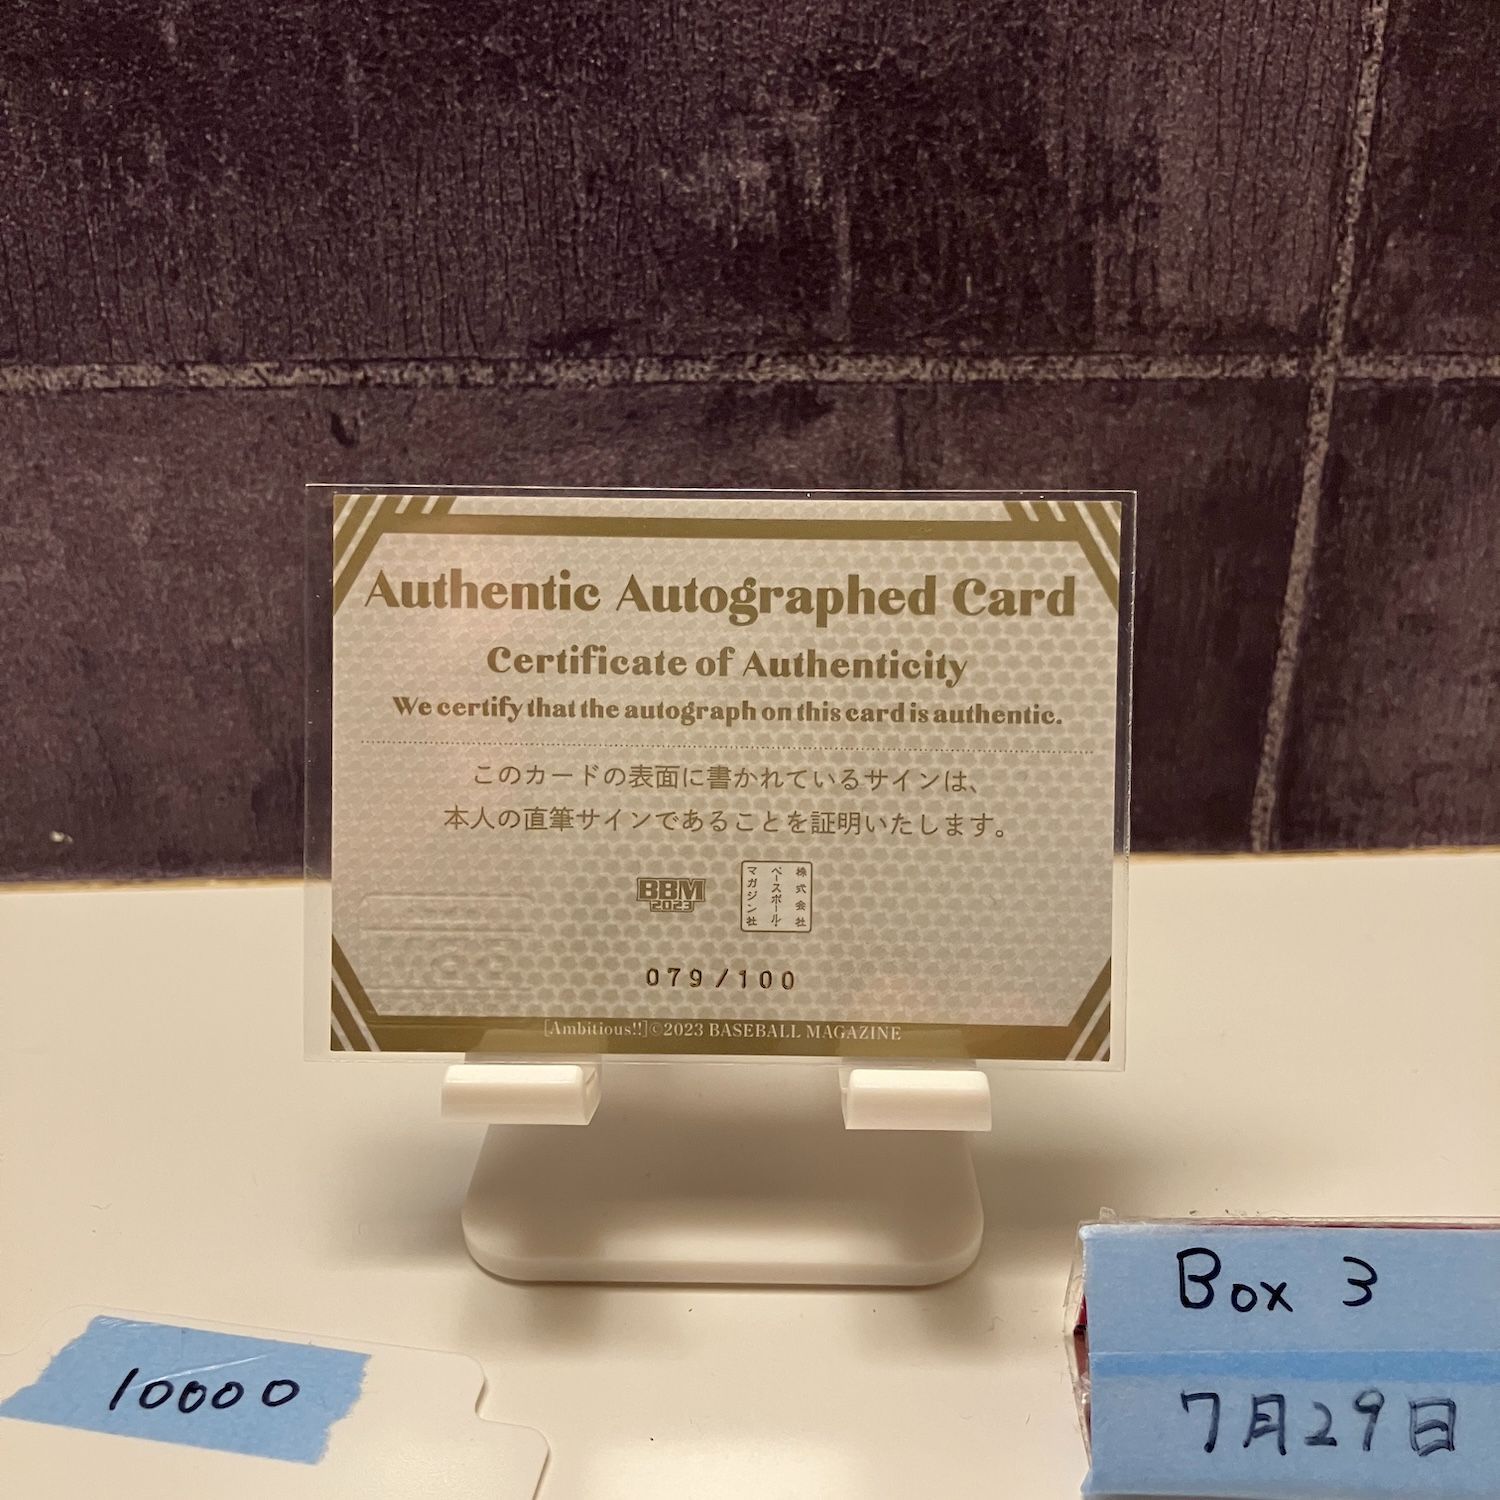 Authentic Autographed Card
Certificate of Authenticity
We certify that the autograph on this card is authentic.
このカードの表面に書かれているサインは、
本人の直筆サインであることを証明いたします。
BBM
2023
株式会社
ベースボール・
マガジン社
079/100
[Ambitious!!]©2023 BASEBALL MAGAZINE
10000
Box 3
7月29日